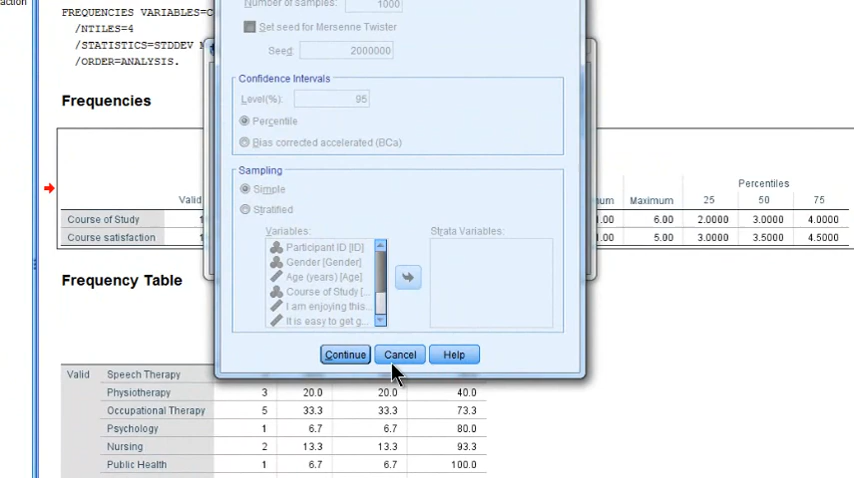 action
FREQUENCIES VARIABLES=C
/NTILES=4
/STATISTICS=STDDEV M
/ORDER=ANALYSIS.
Frequencies
Number of samples: 1000
Set seed for Mersenne Twister
Seed: 2000000
Confidence Intervals
Level(%): 95
Percentile
Bias corrected accelerated (BCa)
Sampling
Simple
Stratified
Variables: Strata Variables:
Participant ID [ID]
Gender [Gender]
Age (years) [Age]
Course of Study [...
I am enjoying this...
It is easy to get g...
Continue Cancel Help
Percentiles
Valid Maximum 25 50 75
Course of Study 1.00 6.00 2.0000 3.0000 4.0000
Course satisfaction .00 5.00 3.0000 3.5000 4.5000
Frequency Table
Valid Speech Therapy
Physiotherapy 3 20.0 20.0 40.0
Occupational Therapy 5 33.3 33.3 73.3
Psychology 1 6.7 6.7 80.0
Nursing 2 13.3 13.3 93.3
Public Health 1 6.7 6.7 100.0